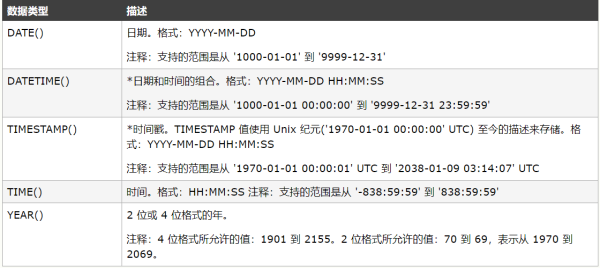 数据类型 描述
DATE() 日期。格式：YYYY-MM-DD
注释：支持的范围是从 '1000-01-01' 到 '9999-12-31'
DATETIME() *日期和时间的组合。格式：YYYY-MM-DD HH:MM:SS
注释：支持的范围是从 '1000-01-01 00:00:00' 到 '9999-12-31 23:59:59'
TIMESTAMP() *时间戳。TIMESTAMP 值使用 Unix 纪元('1970-01-01 00:00:00' UTC) 至今的描述来存储。格
式：YYYY-MM-DD HH:MM:SS
注释：支持的范围是从 '1970-01-01 00:00:01' UTC 到 '2038-01-09 03:14:07' UTC
TIME() 时间。格式：HH:MM:SS 注释：支持的范围是从 '-838:59:59' 到 '838:59:59'
YEAR() 2 位或 4 位格式的年。
注释：4 位格式所允许的值：1901 到 2155。2 位格式所允许的值：70 到 69，表示从 1970 到
2069。